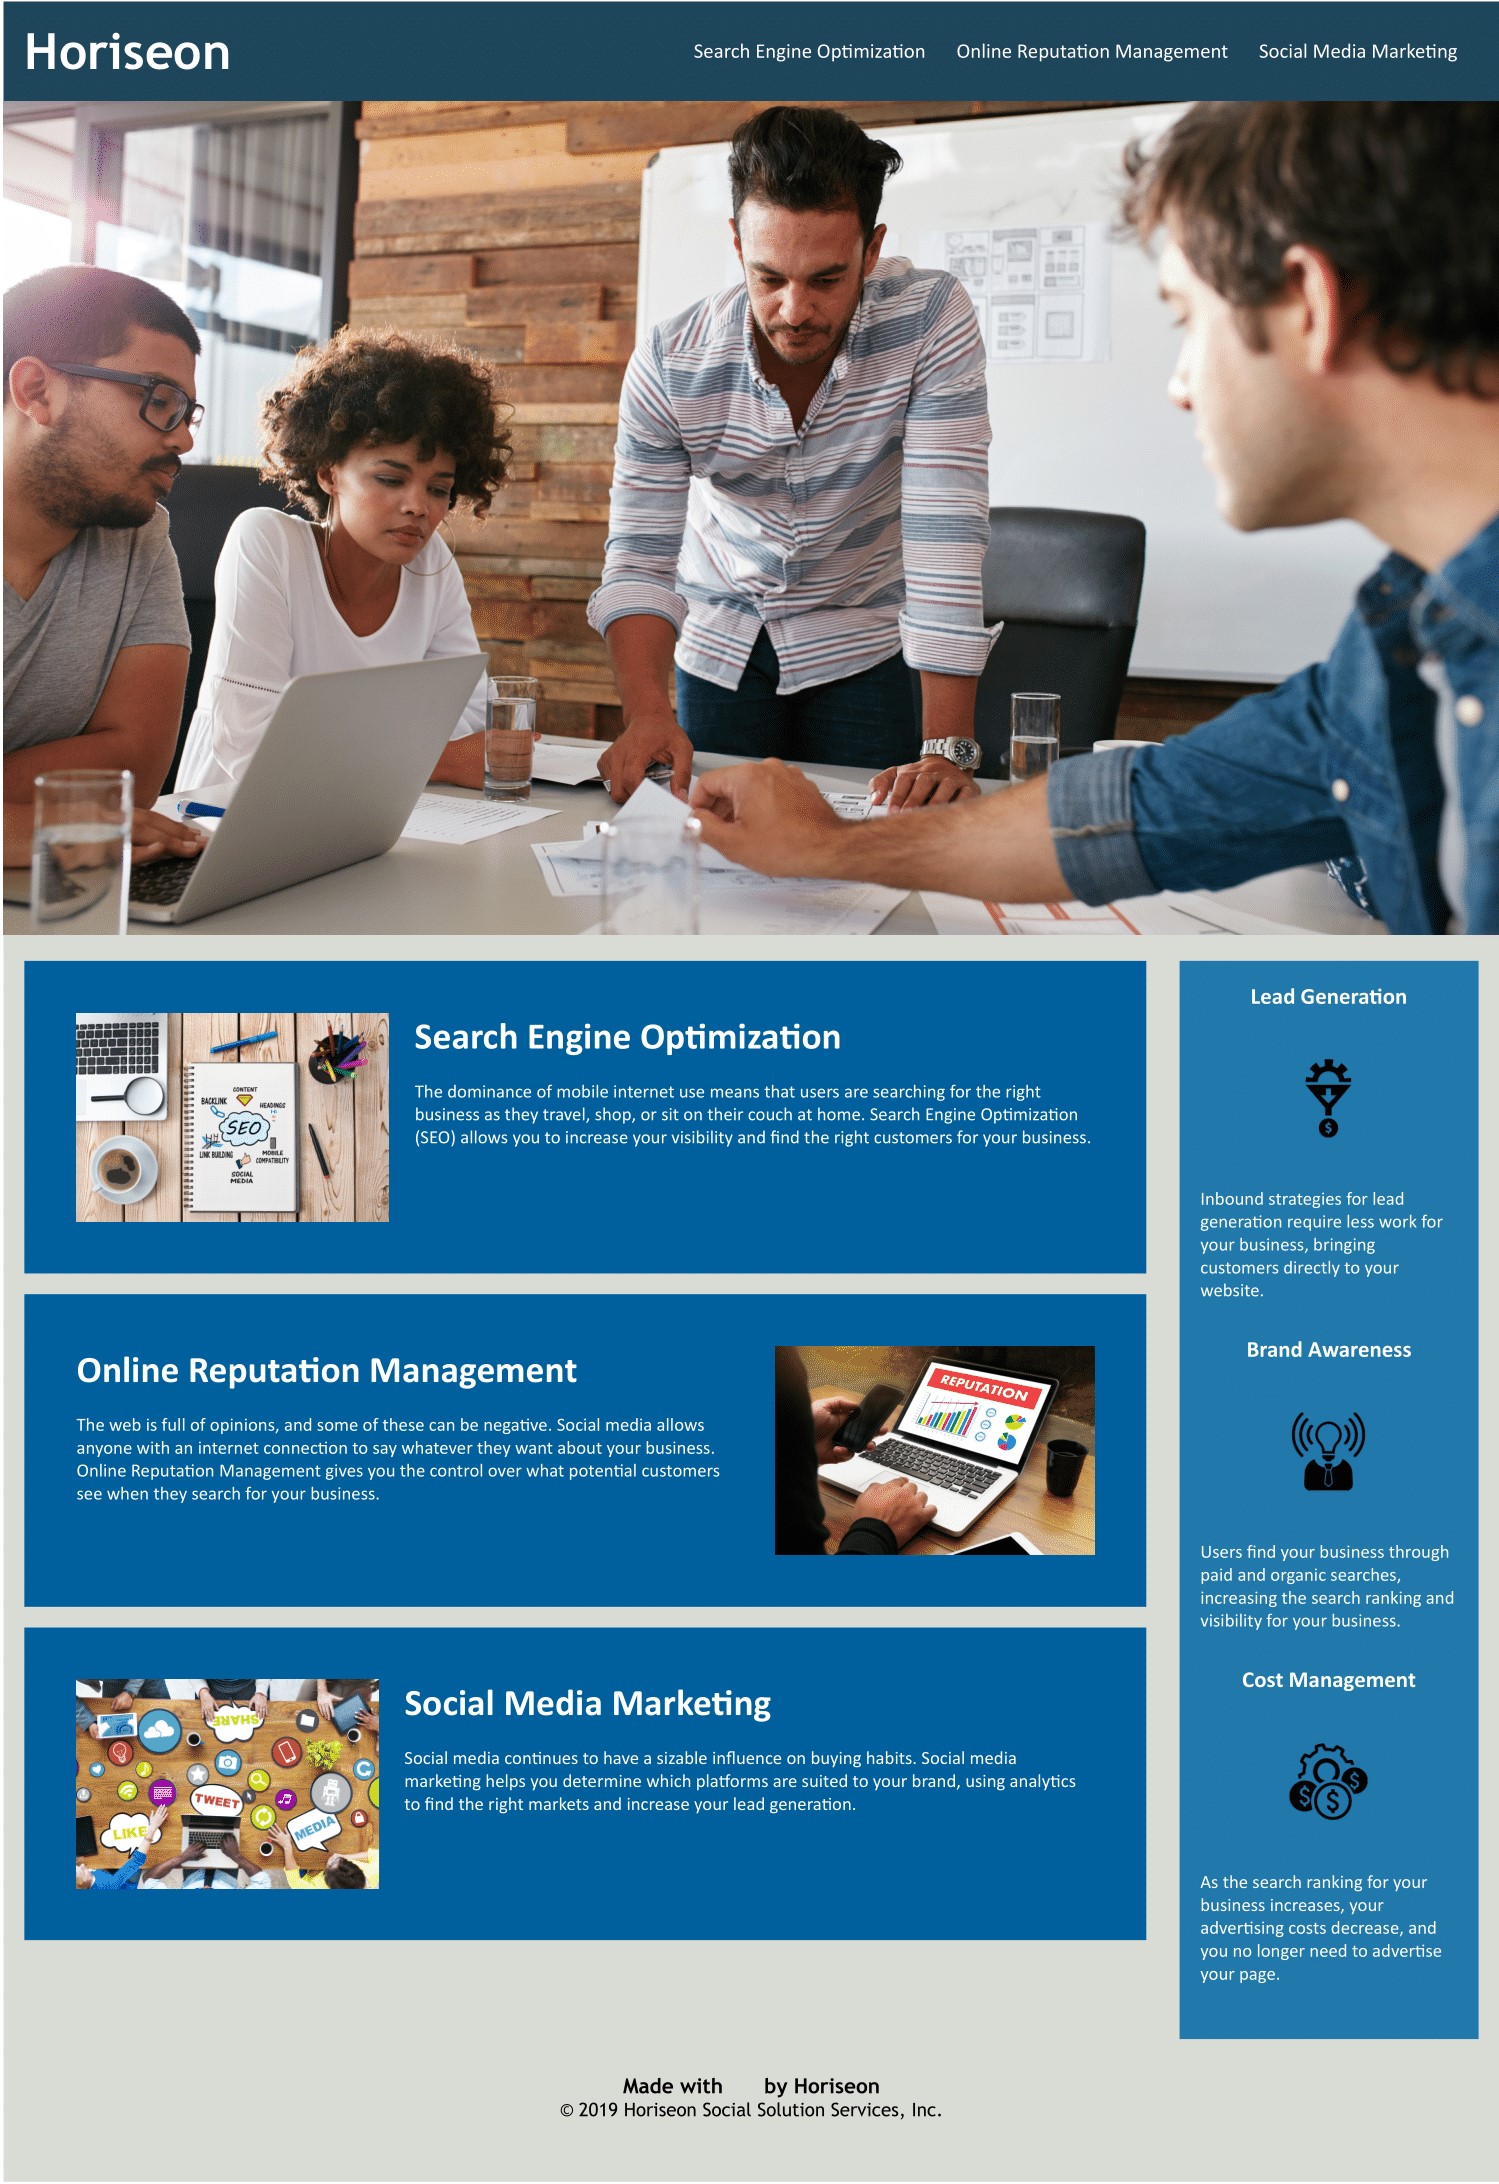 Horiseon
Search Engine Optimization
Online Reputation Management
Social Media Marketing
CONTENT
BACKLINK
HEADINGS
SEO
LINK BUILDING
MOBILE
COMPATIBILITY
SOCIAL
MEDIA
Search Engine Optimization
The dominance of mobile internet use means that users are searching for the right
business as they travel, shop, or sit on their couch at home. Search Engine Optimization
(SEO) allows you to increase your visibility and find the right customers for your business.
Online Reputation Management
The web is full of opinions, and some of these can be negative. Social media allows
anyone with an internet connection to say whatever they want about your business.
Online Reputation Management gives you the control over what potential customers
see when they search for your business.
REPUTATION
SHARE
TWEET
LIKE
MEDIA
Social Media Marketing
Social media continues to have a sizable influence on buying habits. Social media
marketing helps you determine which platforms are suited to your brand, using analytics
to find the right markets and increase your lead generation.
Lead Generation
$
Inbound strategies for lead
generation require less work for
your business, bringing
customers directly to your
website.
Brand Awareness
Users find your business through
paid and organic searches,
increasing the search ranking and
visibility for your business.
Cost Management
$ $ $
As the search ranking for your
business increases, your
advertising costs decrease, and
you no longer need to advertise
your page.
Made with by Horiseon
© 2019 Horiseon Social Solution Services, Inc.